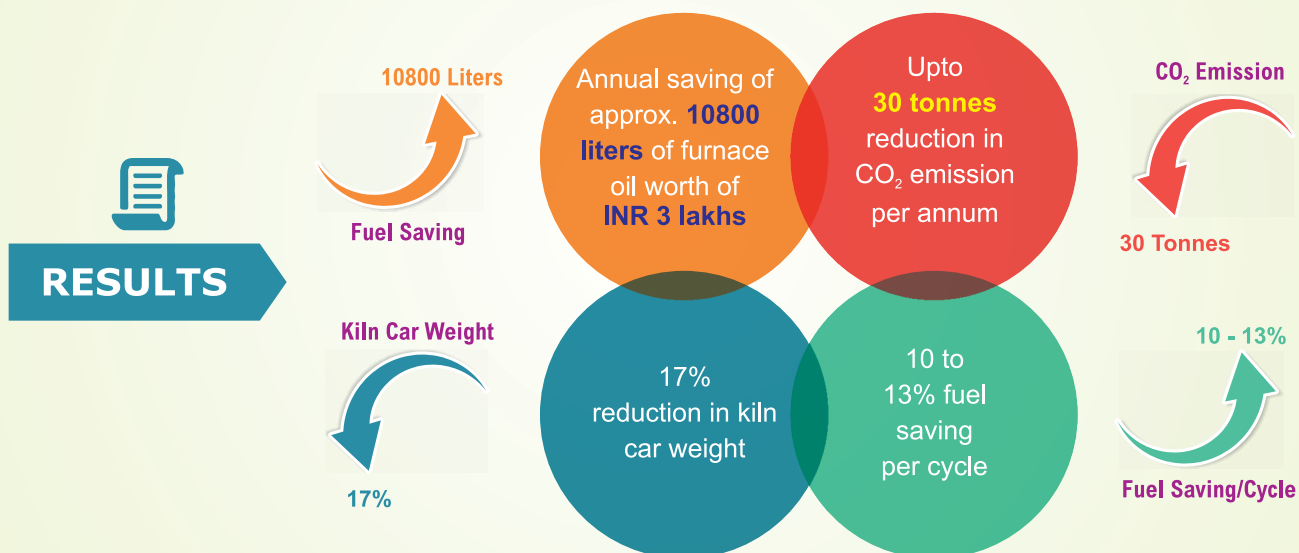 RESULTS
10800 Liters
Fuel Saving
Kiln Car Weight
17%
Annual saving of
approx. 10800
liters of furnace
oil worth of
INR 3 lakhs
Upto
30 tonnes
reduction in
CO₂ emission
per annum
17%
reduction in kiln
car weight
10 to
13% fuel
saving
per cycle
CO₂ Emission
30 Tonnes
10 - 13%
Fuel Saving/Cycle